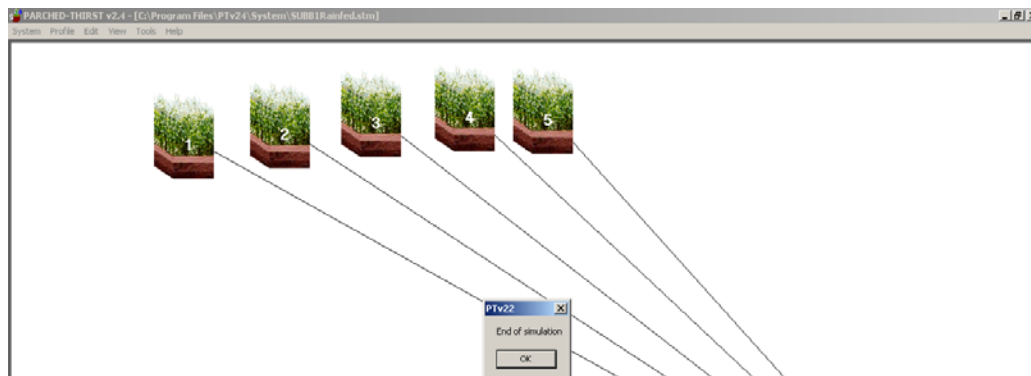 PARCHED-THIRST v2.4 - [C:\Program Files\PTv24\System\SUBB1Rainfed.stm]
System Profile Edit View Tools Help
1 2 3 4 5
PTv22
End of simulation
OK